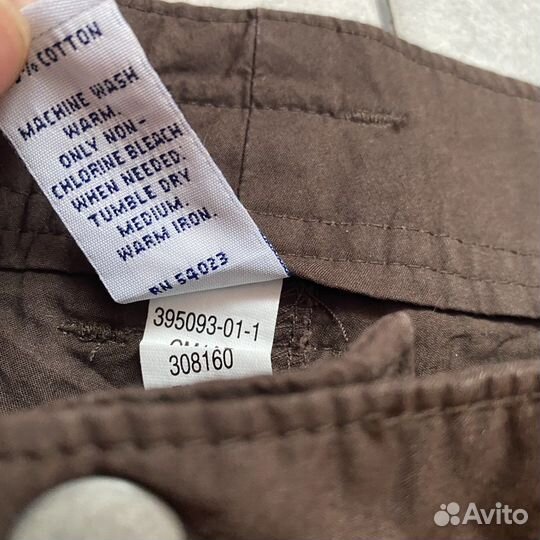 % COTTON
MACHINE WASH
WARM.
ONLY NON-
CHLORINE BLEACH
WHEN NEEDED.
TUMBLE DRY
MEDIUM.
WARM IRON.
RN 54023
395093-01-1
308160
Avito